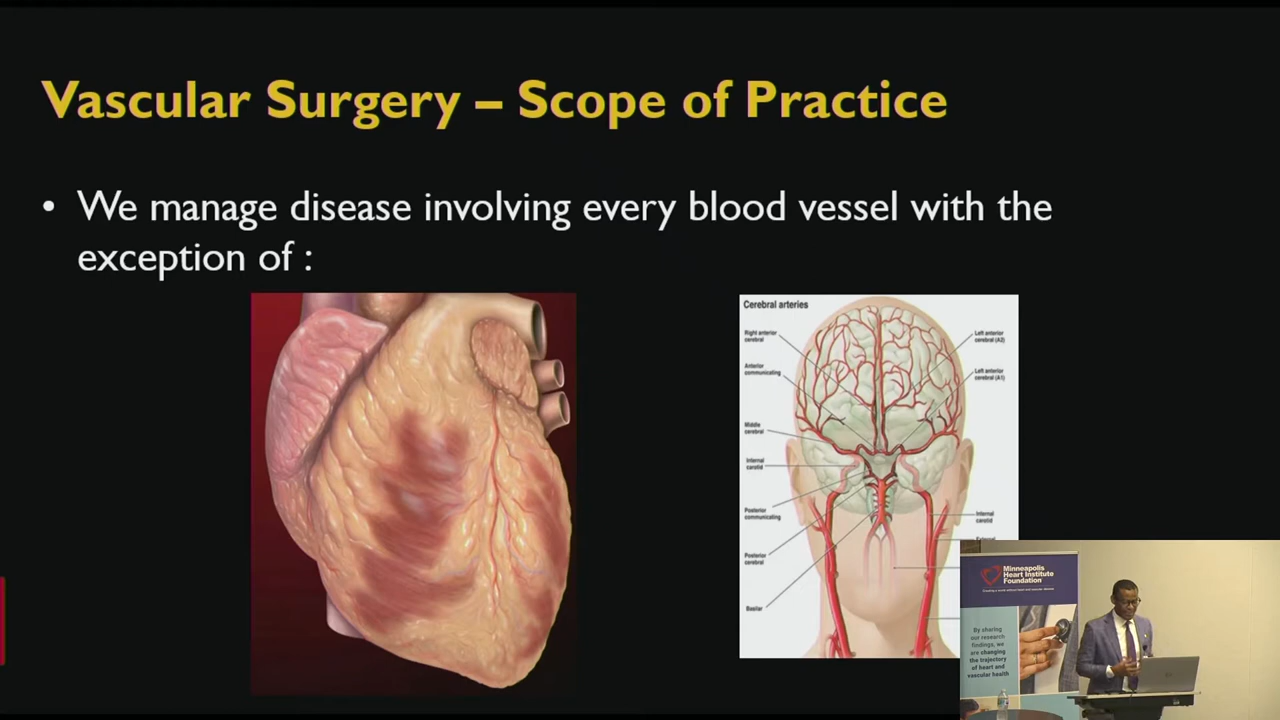 Vascular Surgery – Scope of Practice
• We manage disease involving every blood vessel with the
exception of :
Cerebral arteries
Right anterior
cerebral
Anterior
communicating
Middle
cerebral
Internal
carotid
Posterior
communicating
Posterior
cerebral
Basilar
Left anterior
cerebral (A2)
Left anterior
cerebral (A1)
Internal
carotid
Minneapolis
Heart Institute
Foundation
By sharing
our research
findings, we
are changing
the trajectory
of heart and
vascular health